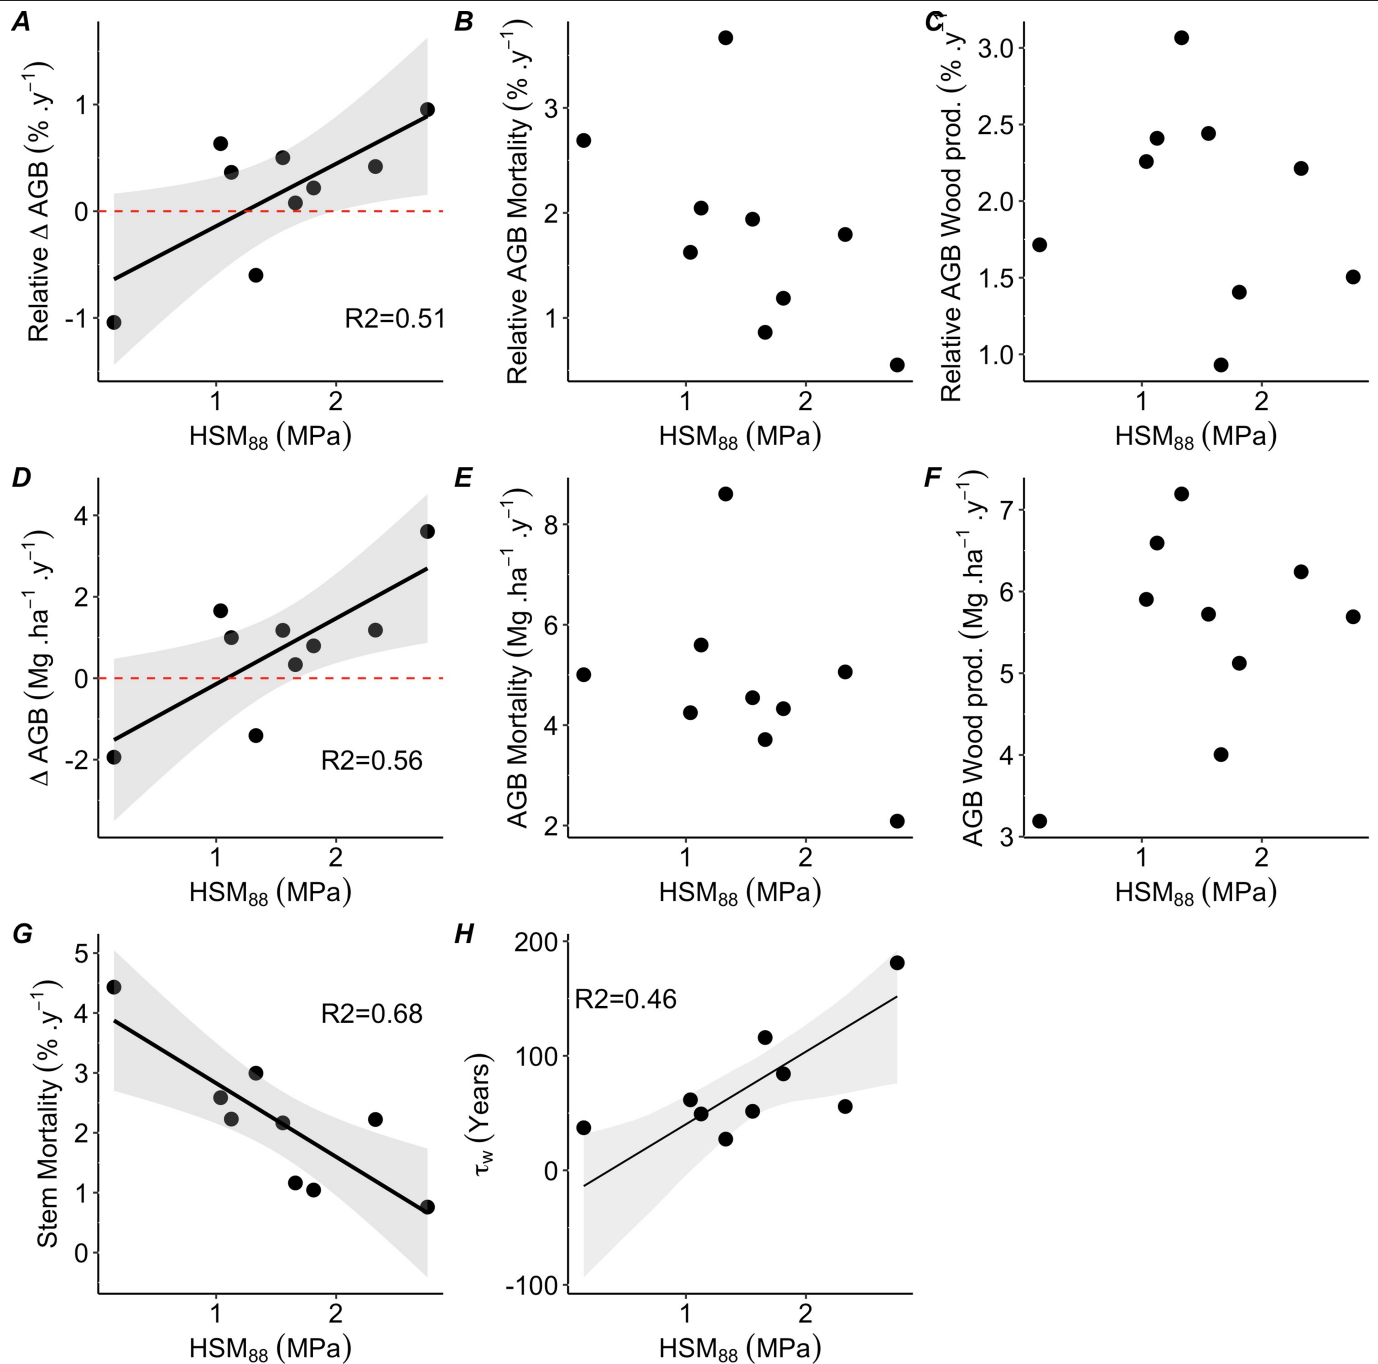 A
Relative Δ AGB (% .y⁻¹)
1
0
-1
R2=0.51
1 2
HSM₈₈ (MPa)
B
Relative AGB Mortality (% .y⁻¹)
3
2
1
1 2
HSM₈₈ (MPa)
C
Relative AGB Wood prod. (% .y⁻¹
3.0
2.5
2.0
1.5
1.0
1 2
HSM₈₈ (MPa)
D
Δ AGB (Mg .ha⁻¹ .y⁻¹)
4
2
0
-2
R2=0.56
1 2
HSM₈₈ (MPa)
E
AGB Mortality (Mg .ha⁻¹ .y⁻¹)
8
6
4
2
1 2
HSM₈₈ (MPa)
F
AGB Wood prod. (Mg .ha⁻¹ .y⁻¹)
7
6
5
4
3
1 2
HSM₈₈ (MPa)
G
Stem Mortality (% .y⁻¹)
5
4
3
2
1
0
R2=0.68
1 2
HSM₈₈ (MPa)
H
τw (Years)
200
100
0
-100
R2=0.46
1 2
HSM₈₈ (MPa)